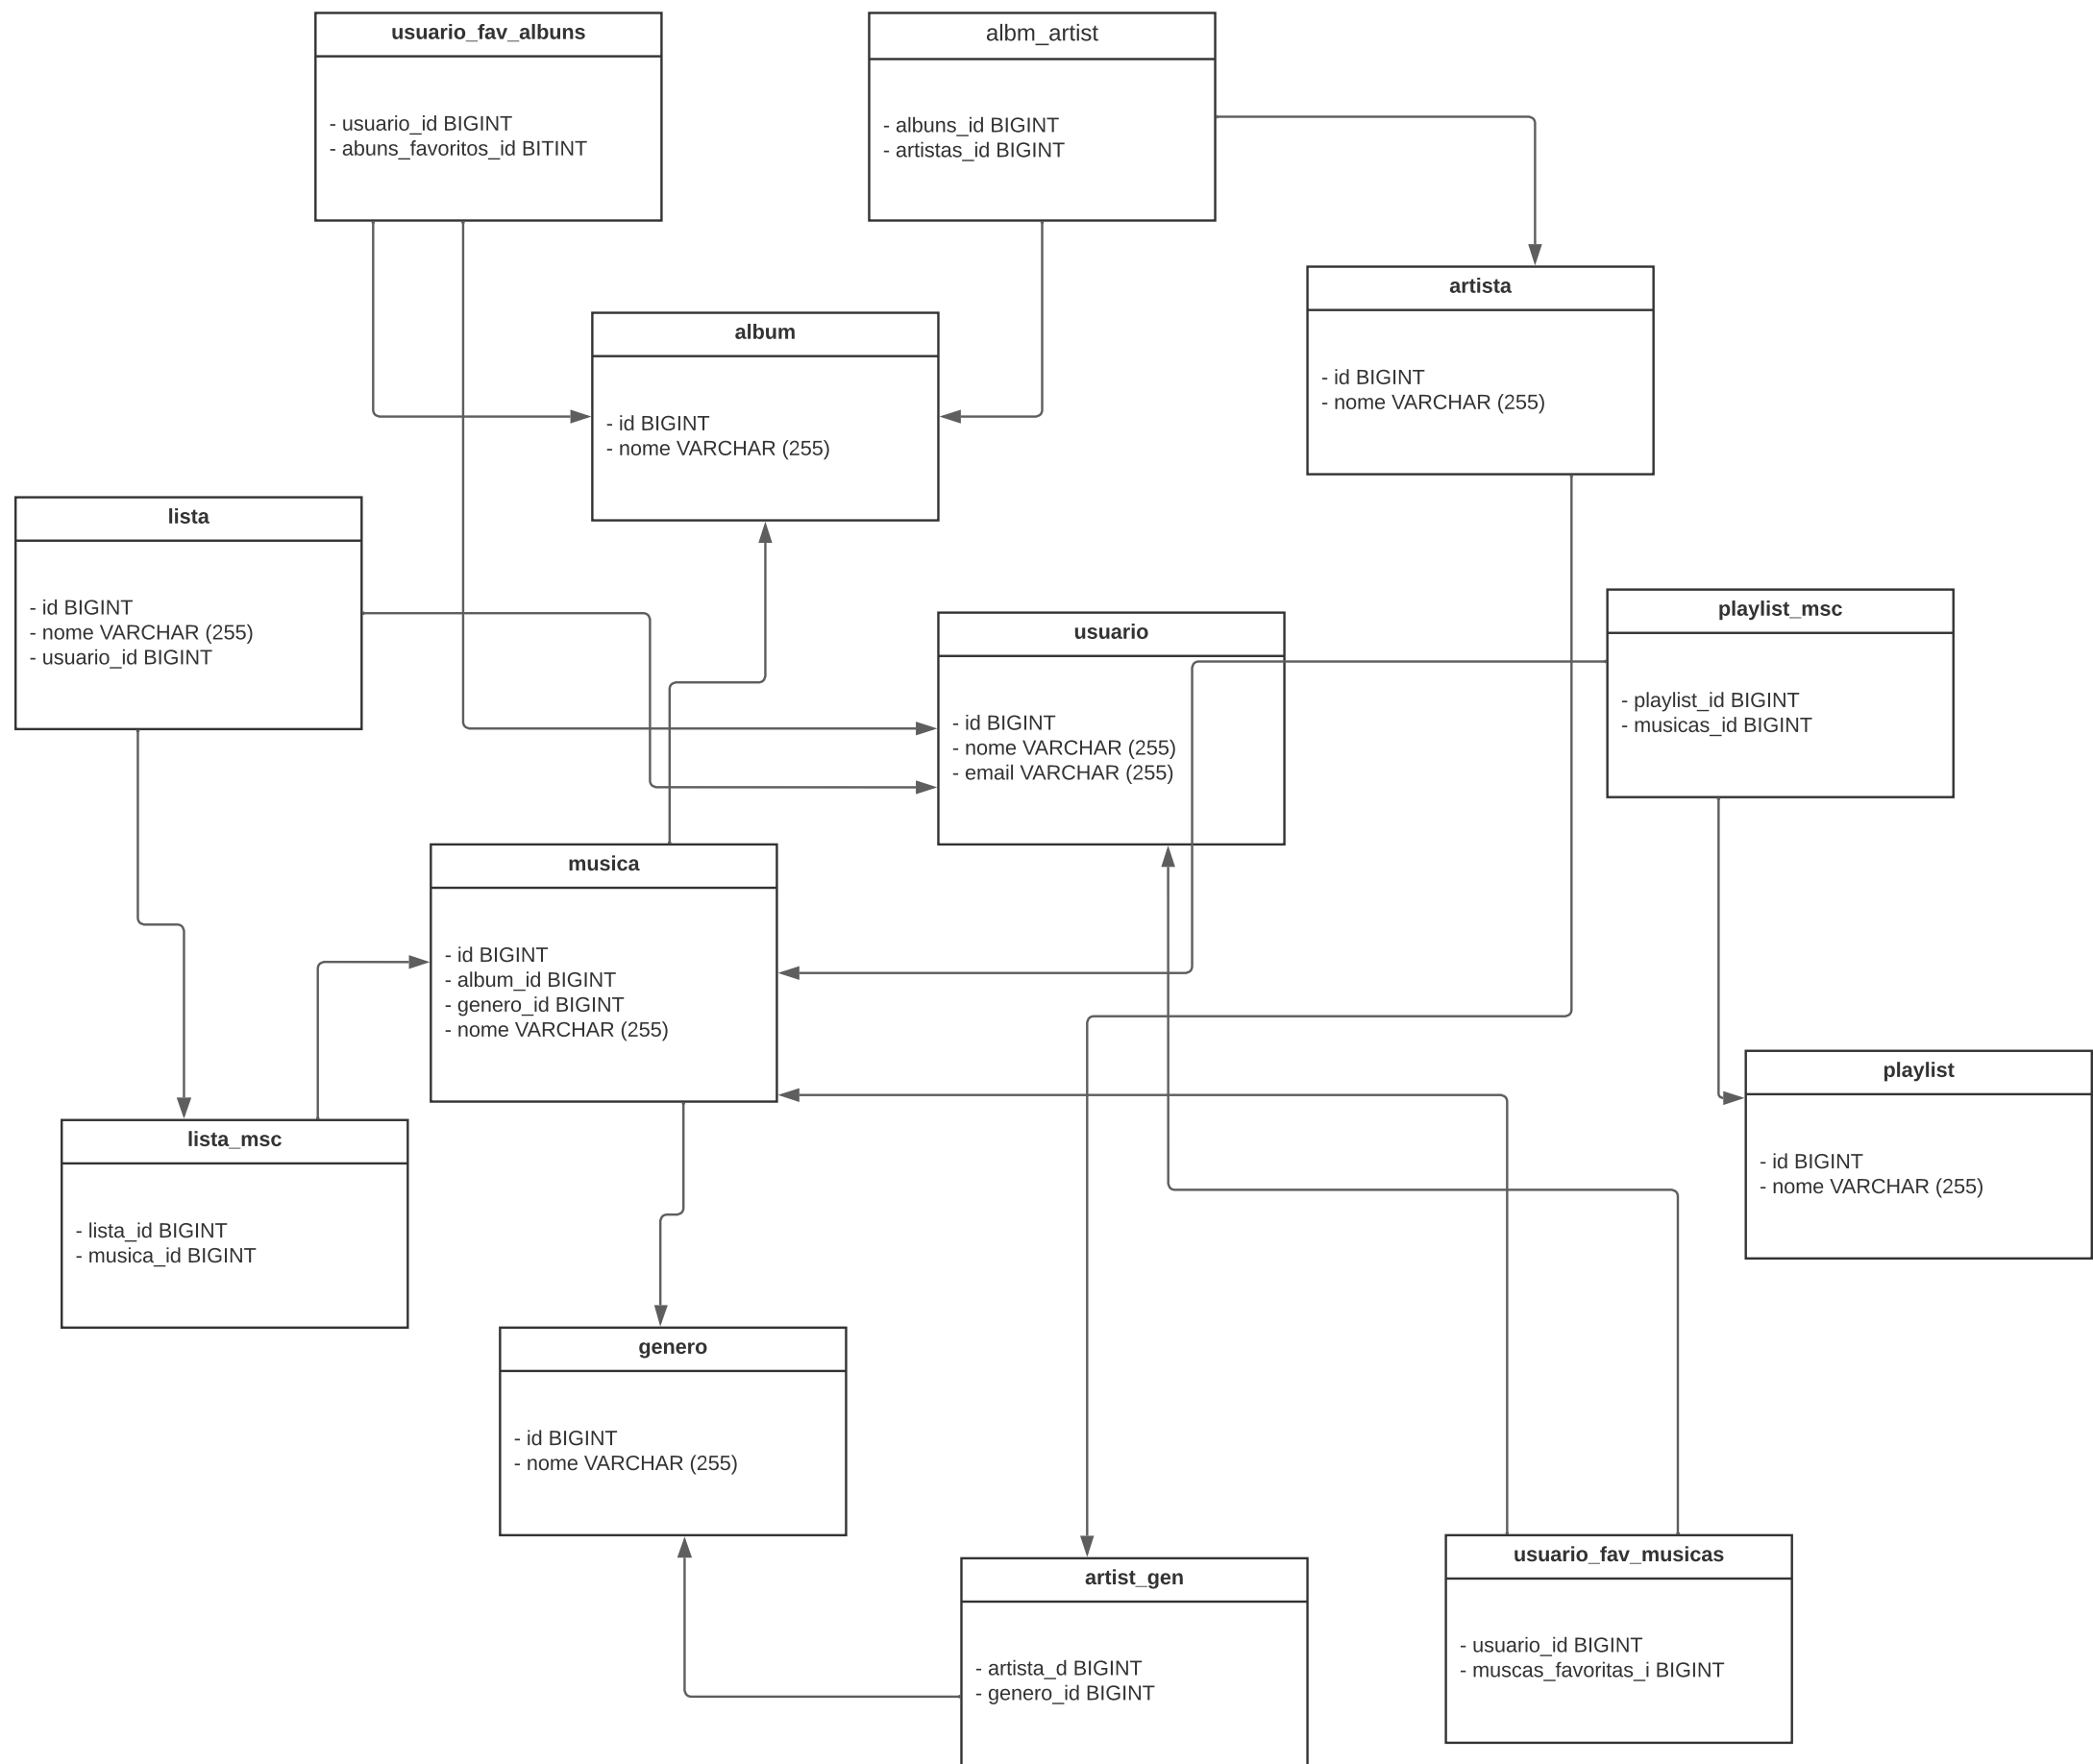 usuario_fav_albuns
- usuario_id BIGINT
- abuns_favoritos_id BITINT
albm_artist
- albuns_id BIGINT
- artistas_id BIGINT
artista
- id BIGINT
- nome VARCHAR (255)
album
- id BIGINT
- nome VARCHAR (255)
lista
- id BIGINT
- nome VARCHAR (255)
- usuario_id BIGINT
usuario
- id BIGINT
- nome VARCHAR (255)
- email VARCHAR (255)
playlist_msc
- playlist_id BIGINT
- musicas_id BIGINT
musica
- id BIGINT
- album_id BIGINT
- genero_id BIGINT
- nome VARCHAR (255)
playlist
- id BIGINT
- nome VARCHAR (255)
lista_msc
- lista_id BIGINT
- musica_id BIGINT
genero
- id BIGINT
- nome VARCHAR (255)
artist_gen
- artista_d BIGINT
- genero_id BIGINT
usuario_fav_musicas
- usuario_id BIGINT
- muscas_favoritas_i BIGINT